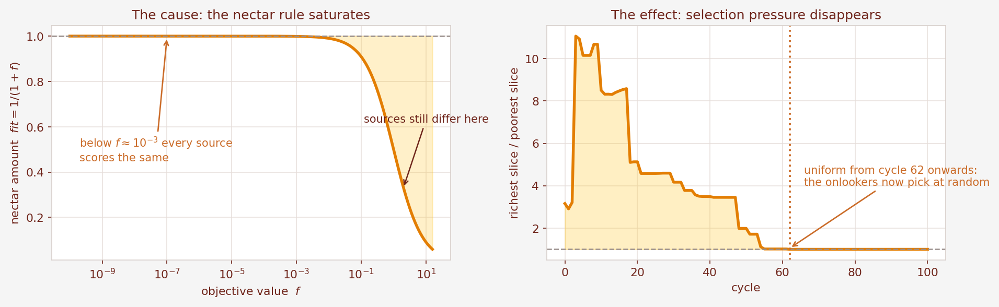 The cause: the nectar rule saturates
nectar amount fit = 1/(1 + f)
1.0
0.8
0.6
0.4
0.2
sources still differ here
below f ≈ 10⁻³ every source
scores the same
10⁻⁹
10⁻⁷
10⁻⁵
10⁻³
10⁻¹
10¹
objective value f
The effect: selection pressure disappears
richest slice / poorest slice
10
8
6
4
2
uniform from cycle 62 onwards:
the onlookers now pick at random
0
20
40
60
80
100
cycle